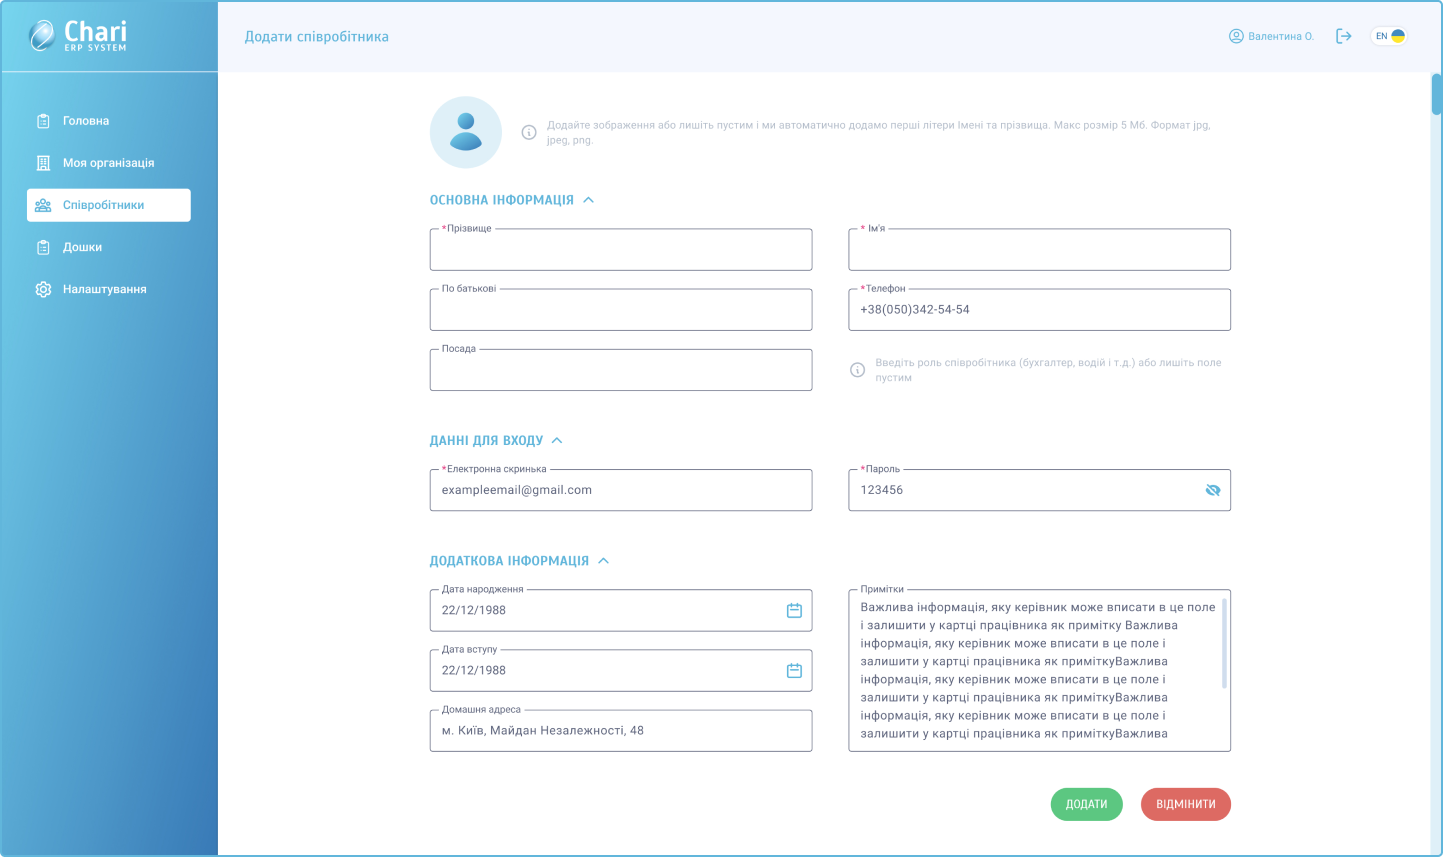 Chari
ERP SYSTEM
Додати співробітника
Валентина О.
EN
Головна
Моя організація
Співробітники
Дошки
Налаштування
Додайте зображення або лишіть пустим і ми автоматично додамо перші літери Імені та прізвища. Макс розмір 5 Мб. Формат jpg,
jpeg, png.
ОСНОВНА ІНФОРМАЦІЯ
*Прізвище
* Ім'я
По батькові
*Телефон
+38(050)342-54-54
Посада
Введіть роль співробітника (бухгалтер, водій і т.д.) або лишіть поле
пустим
ДАННІ ДЛЯ ВХОДУ
*Електронна скринька
exampleemail@gmail.com
*Пароль
123456
ДОДАТКОВА ІНФОРМАЦІЯ
Дата народження
22/12/1988
Дата вступу
22/12/1988
Домашня адреса
м. Київ, Майдан Незалежності, 48
Примітки
Важлива інформація, яку керівник може вписати в це поле
і залишити у картці працівника як примітку Важлива
інформація, яку керівник може вписати в це поле і
залишити у картці працівника як приміткуВажлива
інформація, яку керівник може вписати в це поле і
залишити у картці працівника як приміткуВажлива
інформація, яку керівник може вписати в це поле і
залишити у картці працівника як приміткуВажлива
ДОДАТИ
ВІДМІНИТИ